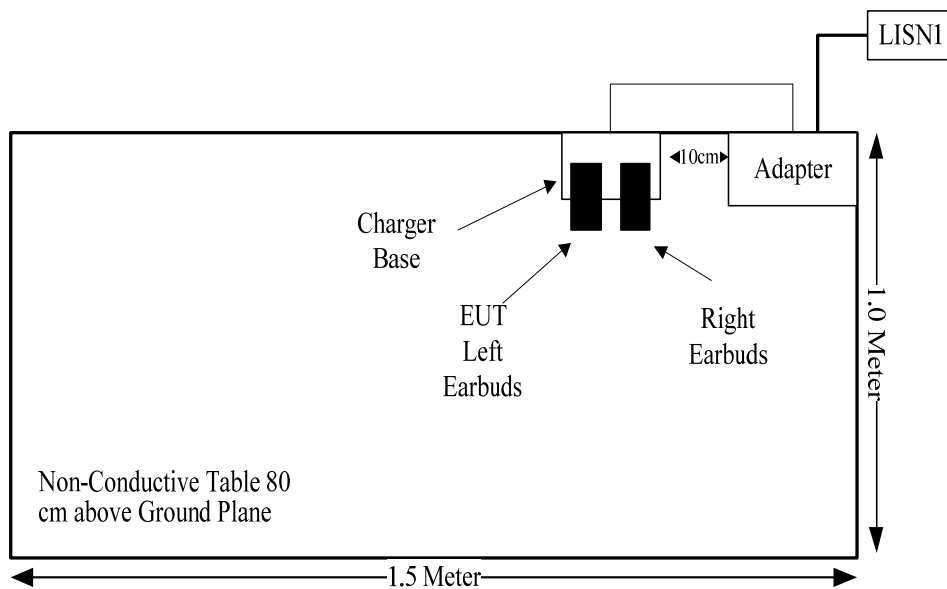 LISN1
10cm
Adapter
Charger
Base
EUT
Left
Earbuds
Right
Earbuds
1.0 Meter
Non-Conductive Table 80
cm above Ground Plane
1.5 Meter